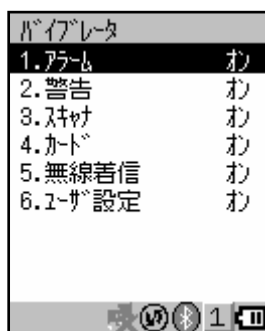 ﾊﾞｲﾌﾞﾚｰﾀ
1.ｱﾗｰﾑ ｵﾝ
2.警告 ｵﾝ
3.ｽｷｬﾅ ｵﾝ
4.ｶｰﾄﾞ ｵﾝ
5.無線着信 ｵﾝ
6.ﾕｰｻﾞ設定 ｵﾝ
1